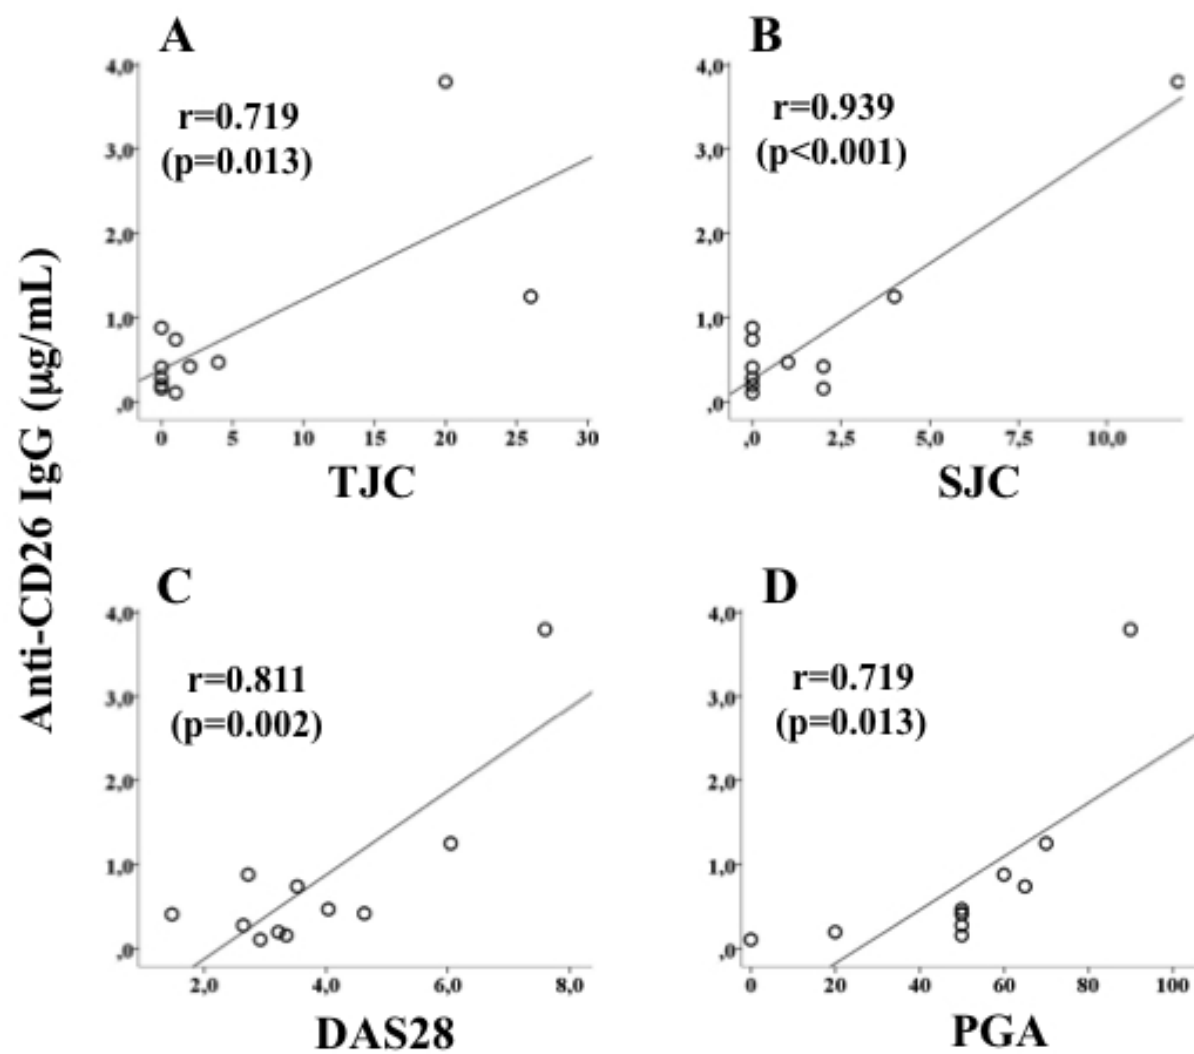 A
B
4,0
3,0
2,0
1,0
,0
r=0.719
(p=0.013)
0 5 10 15 20 25 30
TJC
4,0
3,0
2,0
1,0
,0
r=0.939
(p<0.001)
,0 2,5 5,0 7,5 10,0
SJC
Anti-CD26 IgG (µg/mL)
C
D
4,0
3,0
2,0
1,0
,0
r=0.811
(p=0.002)
2,0 4,0 6,0 8,0
DAS28
4,0
3,0
2,0
1,0
,0
r=0.719
(p=0.013)
0 20 40 60 80 100
PGA